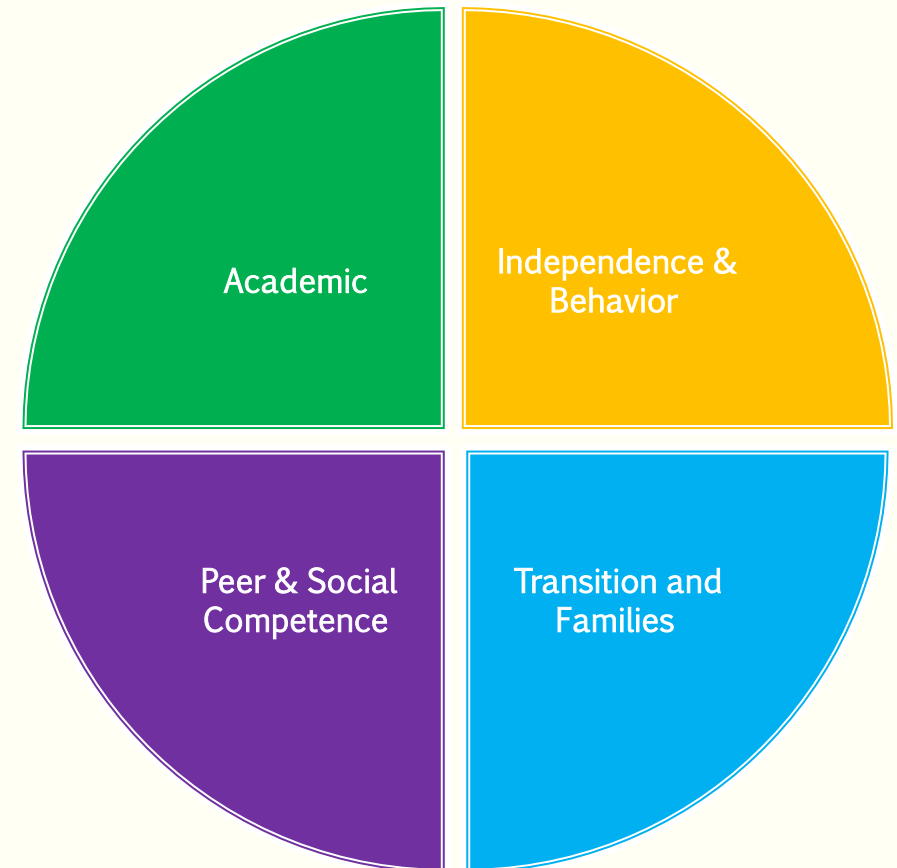 Academic
Independence &
Behavior
Peer & Social
Competence
Transition and
Families